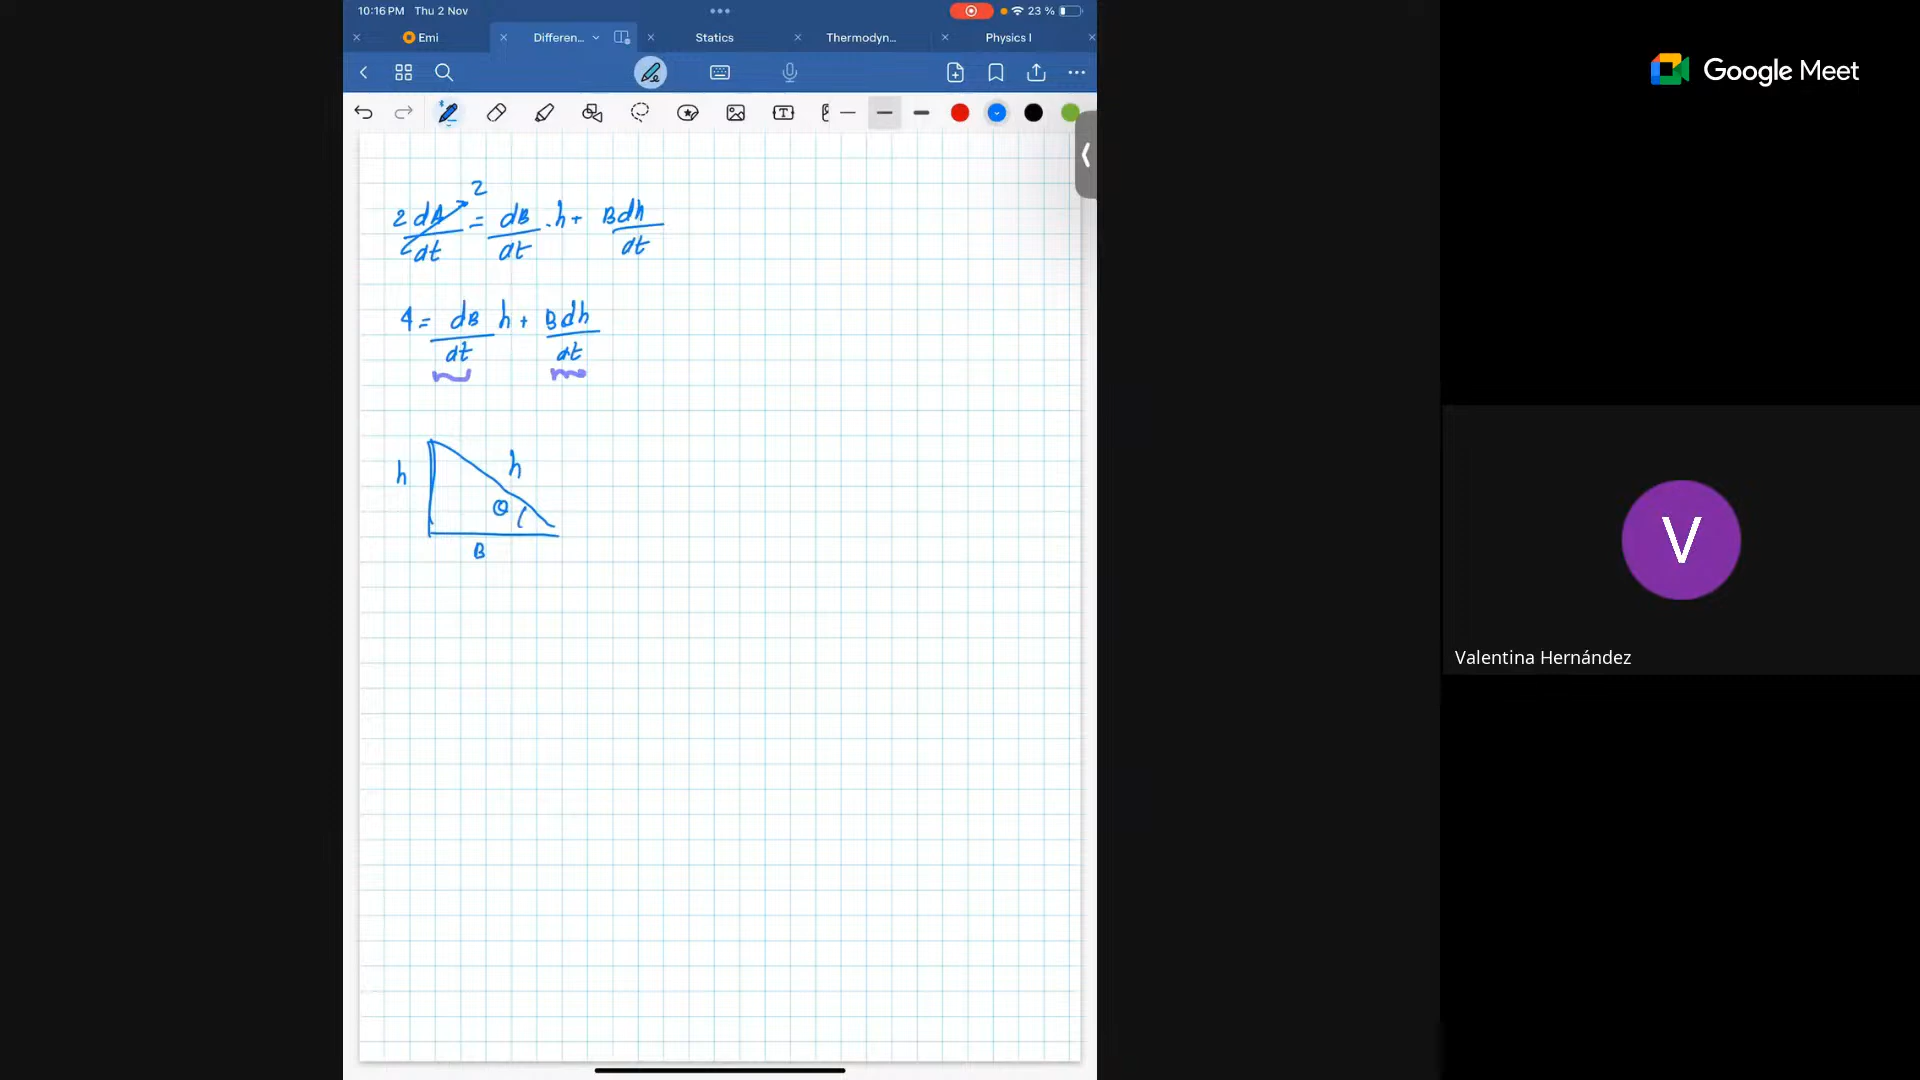 10:16 PM Thu 2 Nov
23 %
Emi
Differen...
Statics
Thermodyn...
Physics I
Google Meet
2
2 dA/dt = dB/dt . h + B dh/dt
4 = dB/dt h + B dh/dt
h
h
θ
B
V
Valentina Hernández